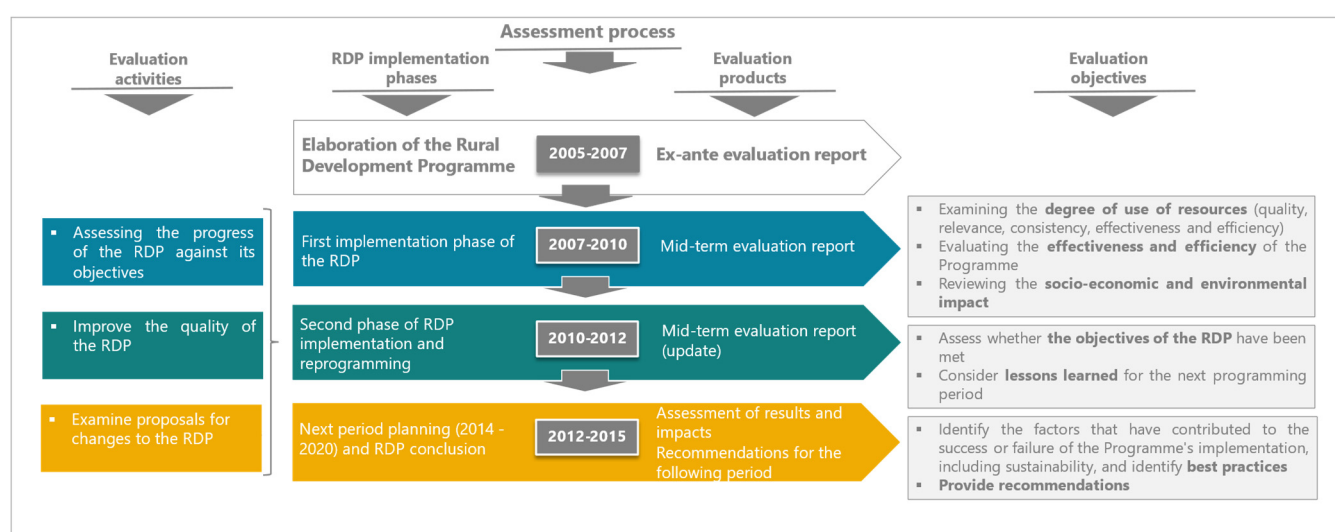 Assessment process
Evaluation
activities
RDP implementation
phases
Evaluation
products
Evaluation
objectives
Elaboration of the Rural
Development Programme
2005-2007
Ex-ante evaluation report
▪ Assessing the progress
of the RDP against its
objectives
First implementation phase of
the RDP
2007-2010
Mid-term evaluation report
▪ Examining the degree of use of resources (quality,
relevance, consistency, effectiveness and efficiency)
▪ Evaluating the effectiveness and efficiency of the
Programme
▪ Reviewing the socio-economic and environmental
impact
▪ Improve the quality of
the RDP
Second phase of RDP
implementation and
reprogramming
2010-2012
Mid-term evaluation report
(update)
▪ Assess whether the objectives of the RDP have been
met
▪ Consider lessons learned for the next programming
period
▪ Examine proposals for
changes to the RDP
Next period planning (2014 -
2020) and RDP conclusion
2012-2015
Assessment of results and
impacts
Recommendations for the
following period
▪ Identify the factors that have contributed to the
success or failure of the Programme's implementation,
including sustainability, and identify best practices
▪ Provide recommendations